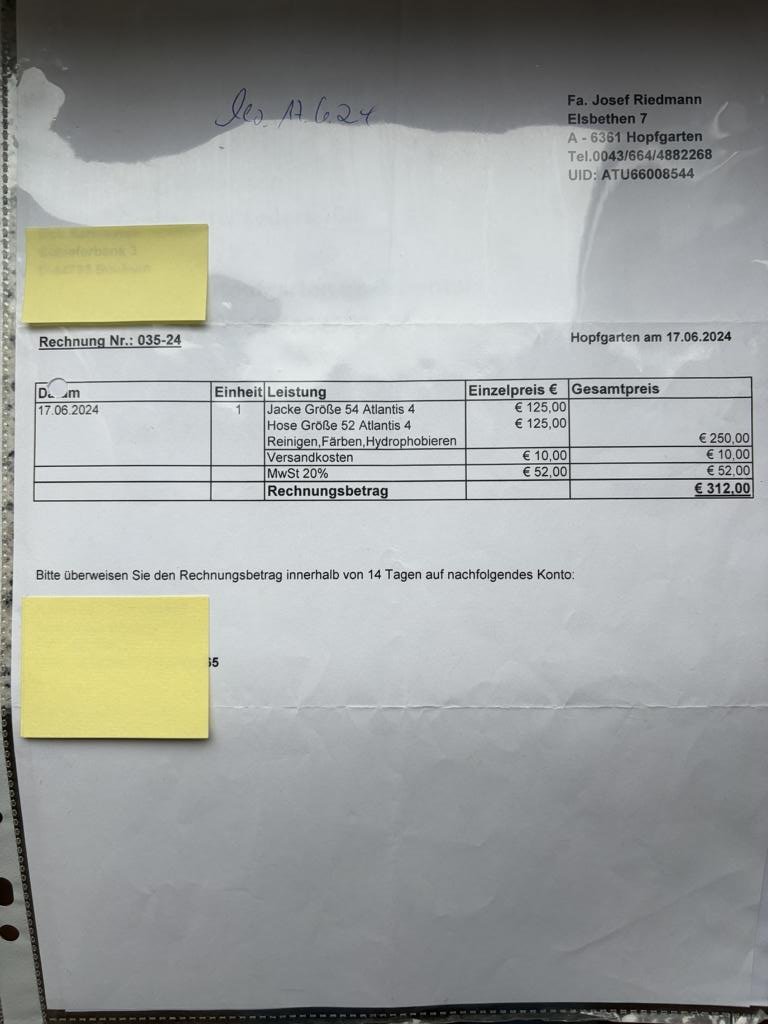 17.6.24
Fa. Josef Riedmann
Elsbethen 7
A - 6361 Hopfgarten
Tel.0043/664/4882268
UID: ATU66008544
Rechnung Nr.: 035-24
Hopfgarten am 17.06.2024
Einheit Leistung Einzelpreis € Gesamtpreis
17.06.2024 1 Jacke Größe 54 Atlantis 4 € 125,00
Hose Größe 52 Atlantis 4 € 125,00
Reinigen,Färben,Hydrophobieren € 250,00
Versandkosten € 10,00 € 10,00
MwSt 20% € 52,00 € 52,00
Rechnungsbetrag € 312,00
Bitte überweisen Sie den Rechnungsbetrag innerhalb von 14 Tagen auf nachfolgendes Konto: